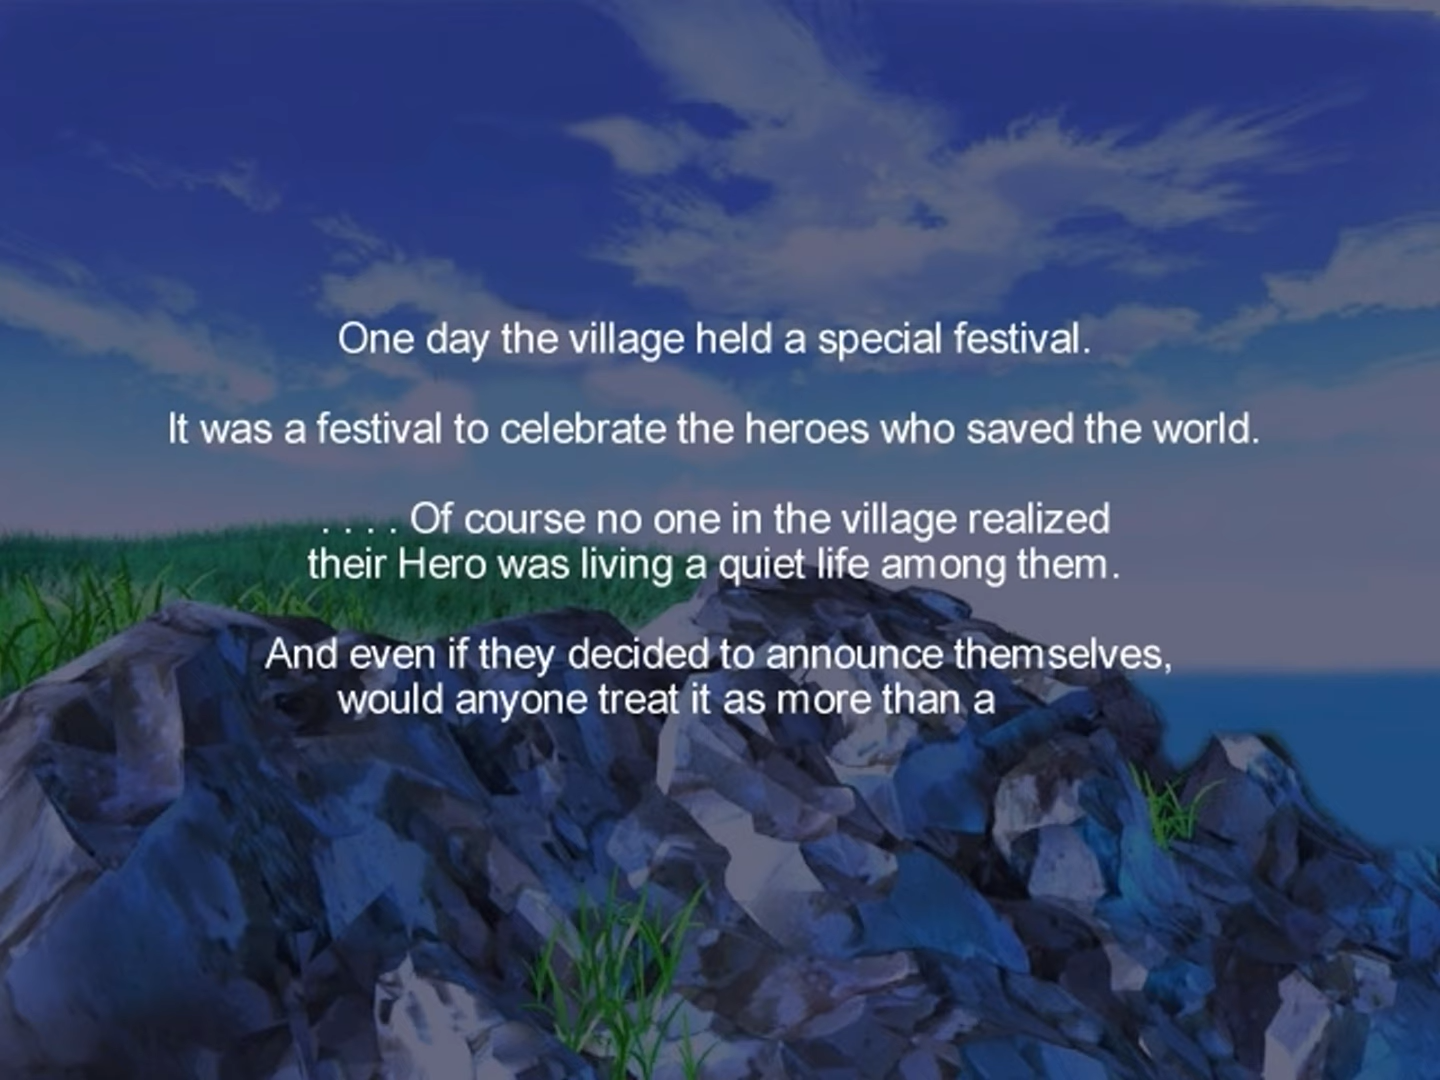 One day the village held a special festival.
It was a festival to celebrate the heroes who saved the world.
. . . . Of course no one in the village realized
their Hero was living a quiet life among them.
And even if they decided to announce themselves,
would anyone treat it as more than a